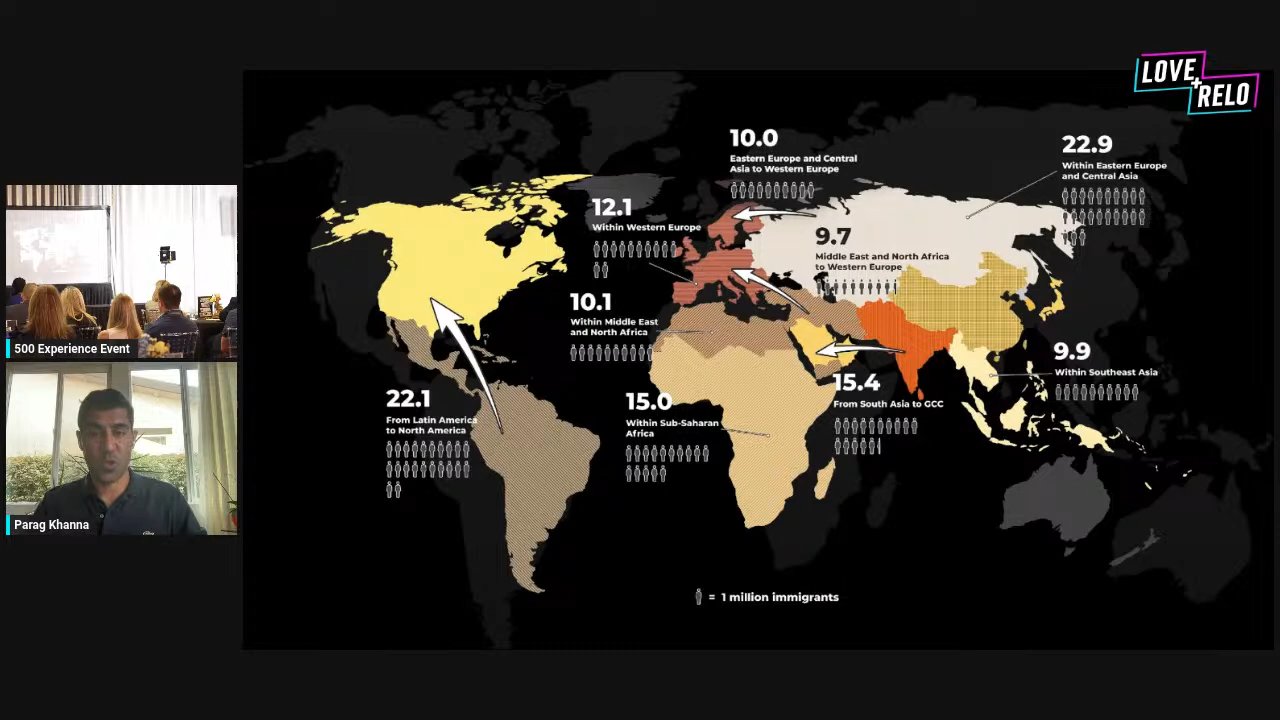 LOVE
+
RELO
10.0
Eastern Europe and Central
Asia to Western Europe
22.9
Within Eastern Europe
and Central Asia
12.1
Within Western Europe
9.7
Middle East and North Africa
to Western Europe
10.1
Within Middle East
and North Africa
9.9
Within Southeast Asia
15.4
From South Asia to GCC
22.1
From Latin America
to North America
15.0
Within Sub-Saharan
Africa
= 1 million immigrants
500 Experience Event
Parag Khanna